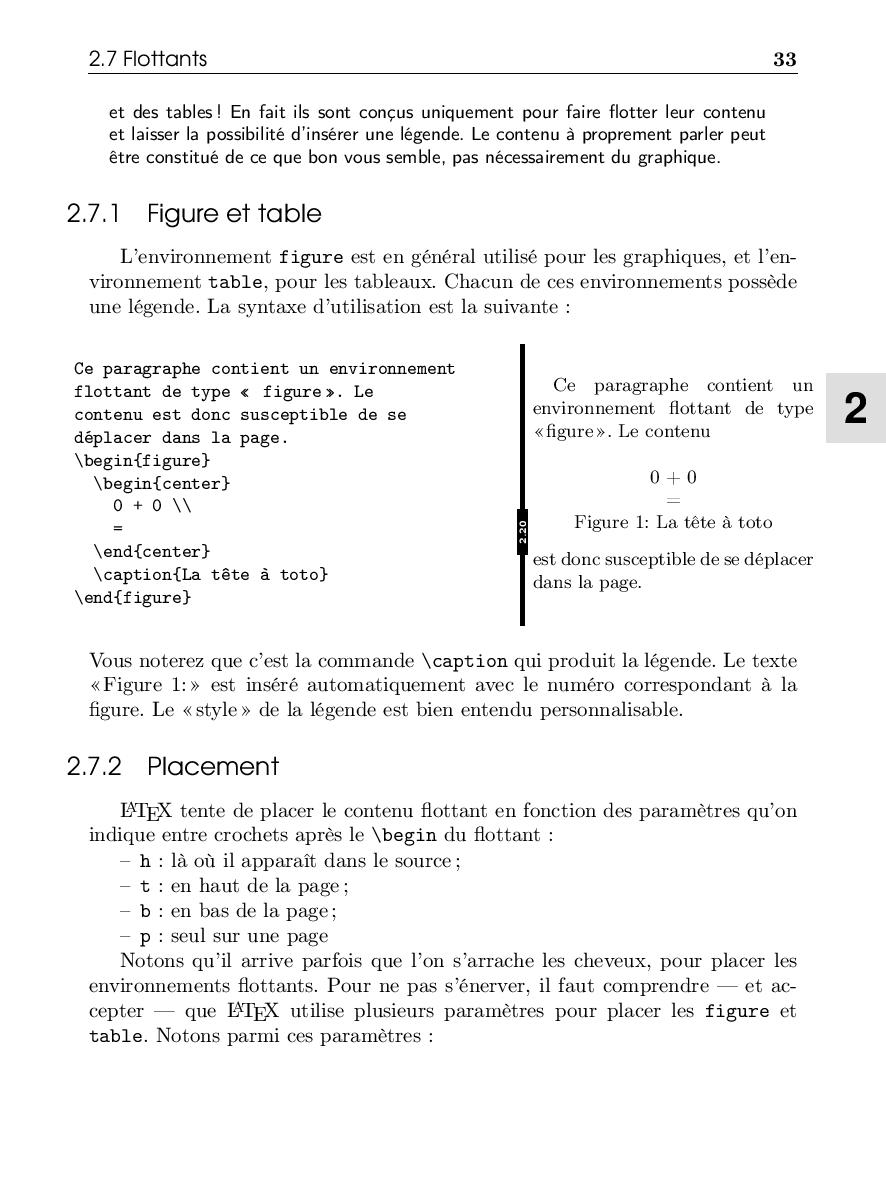 2.7 Flottants 33
et des tables ! En fait ils sont conçus uniquement pour faire flotter leur contenu
et laisser la possibilité d'insérer une légende. Le contenu à proprement parler peut
être constitué de ce que bon vous semble, pas nécessairement du graphique.
2.7.1 Figure et table
L'environnement figure est en général utilisé pour les graphiques, et l'en-
vironnement table, pour les tableaux. Chacun de ces environnements possède
une légende. La syntaxe d'utilisation est la suivante :
Ce paragraphe contient un environnement
flottant de type « figure ». Le
contenu est donc susceptible de se
déplacer dans la page.
\begin{figure}
\begin{center}
0 + 0 \\
=
\end{center}
\caption{La tête à toto}
\end{figure}
2.20
Ce paragraphe contient un
environnement flottant de type
« figure ». Le contenu
0 + 0
=
Figure 1: La tête à toto
est donc susceptible de se déplacer
dans la page.
2
Vous noterez que c'est la commande \caption qui produit la légende. Le texte
« Figure 1: » est inséré automatiquement avec le numéro correspondant à la
figure. Le « style » de la légende est bien entendu personnalisable.
2.7.2 Placement
LATEX tente de placer le contenu flottant en fonction des paramètres qu'on
indique entre crochets après le \begin du flottant :
– h : là où il apparaît dans le source ;
– t : en haut de la page ;
– b : en bas de la page ;
– p : seul sur une page
Notons qu'il arrive parfois que l'on s'arrache les cheveux, pour placer les
environnements flottants. Pour ne pas s'énerver, il faut comprendre — et ac-
cepter — que LATEX utilise plusieurs paramètres pour placer les figure et
table. Notons parmi ces paramètres :